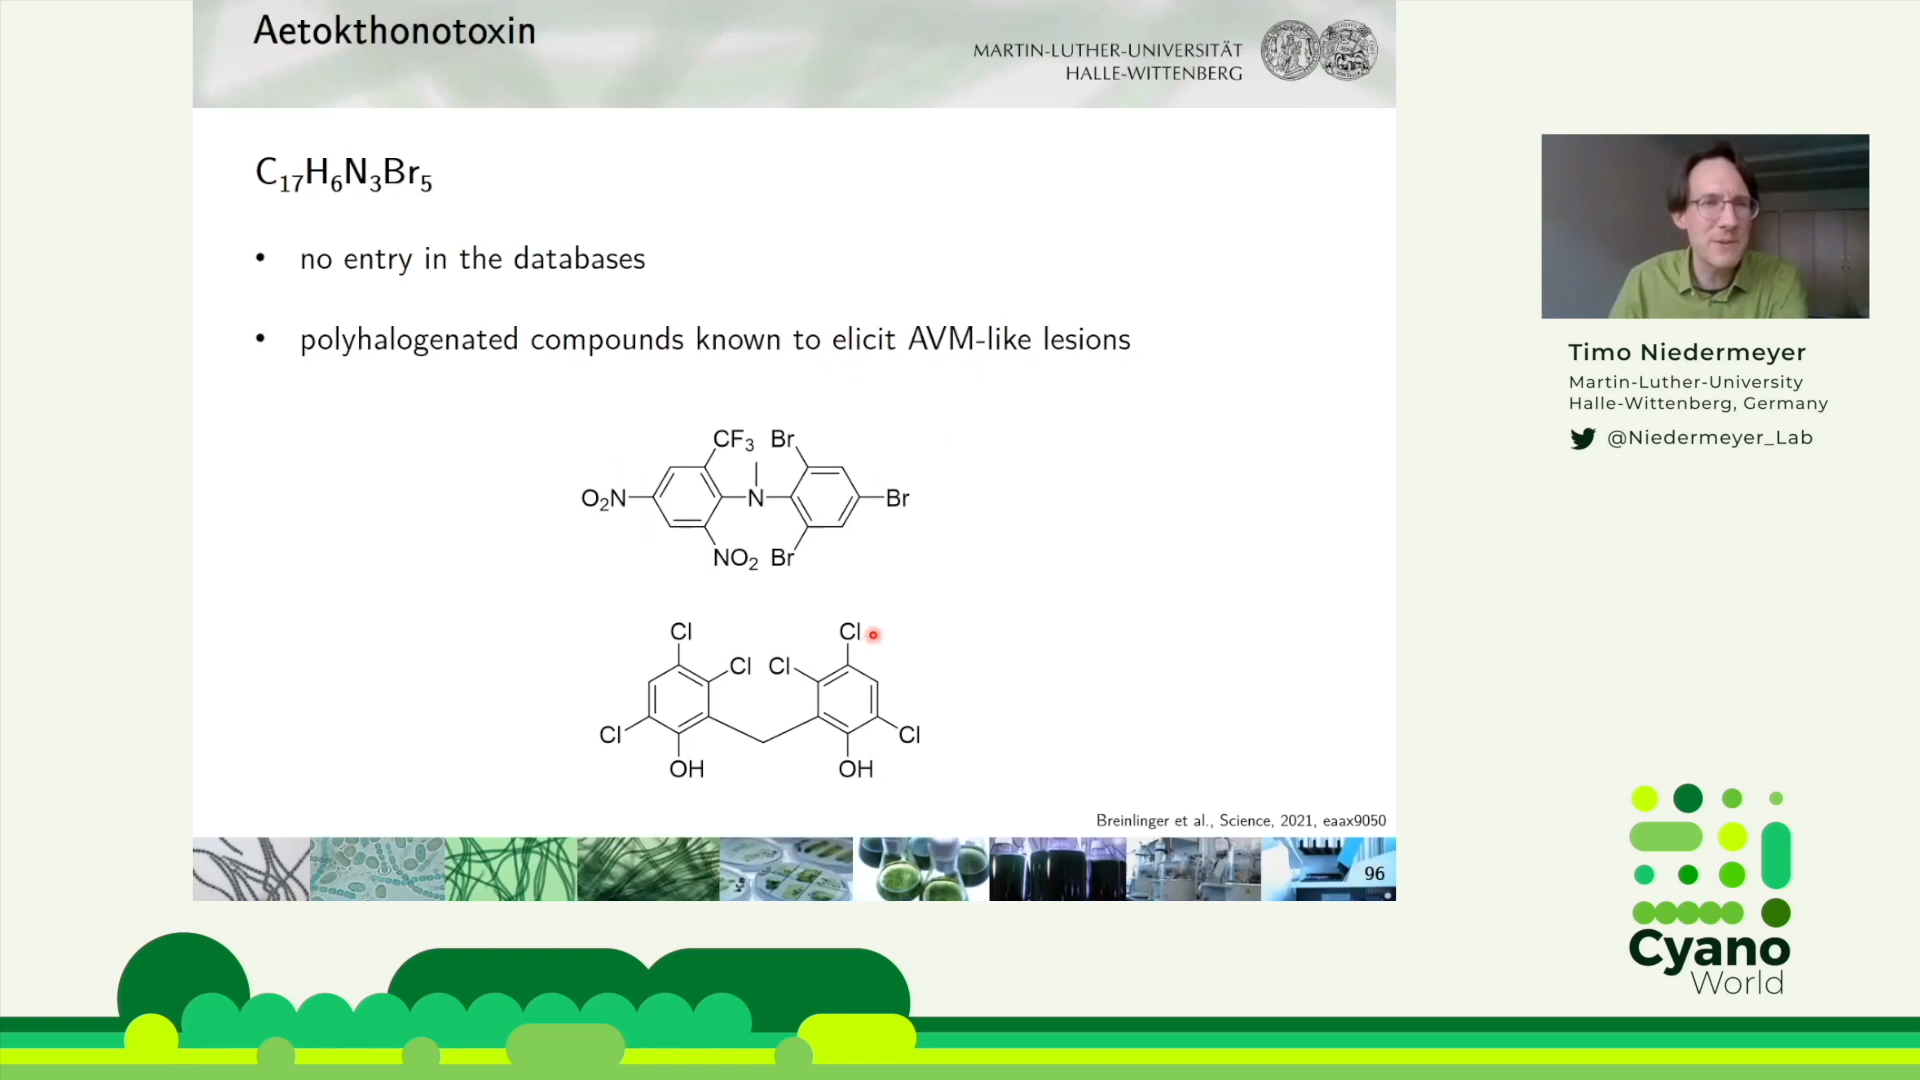 Aetokthonotoxin
MARTIN-LUTHER-UNIVERSITÄT
HALLE-WITTENBERG
C₁₇H₆N₃Br₅
• no entry in the databases
• polyhalogenated compounds known to elicit AVM-like lesions
CF₃ Br
O₂N N Br
NO₂ Br
Cl Cl
Cl Cl
Cl Cl
OH OH
Breinlinger et al., Science, 2021, eaax9050
96
Timo Niedermeyer
Martin-Luther-University
Halle-Wittenberg, Germany
@Niedermeyer_Lab
Cyano
World